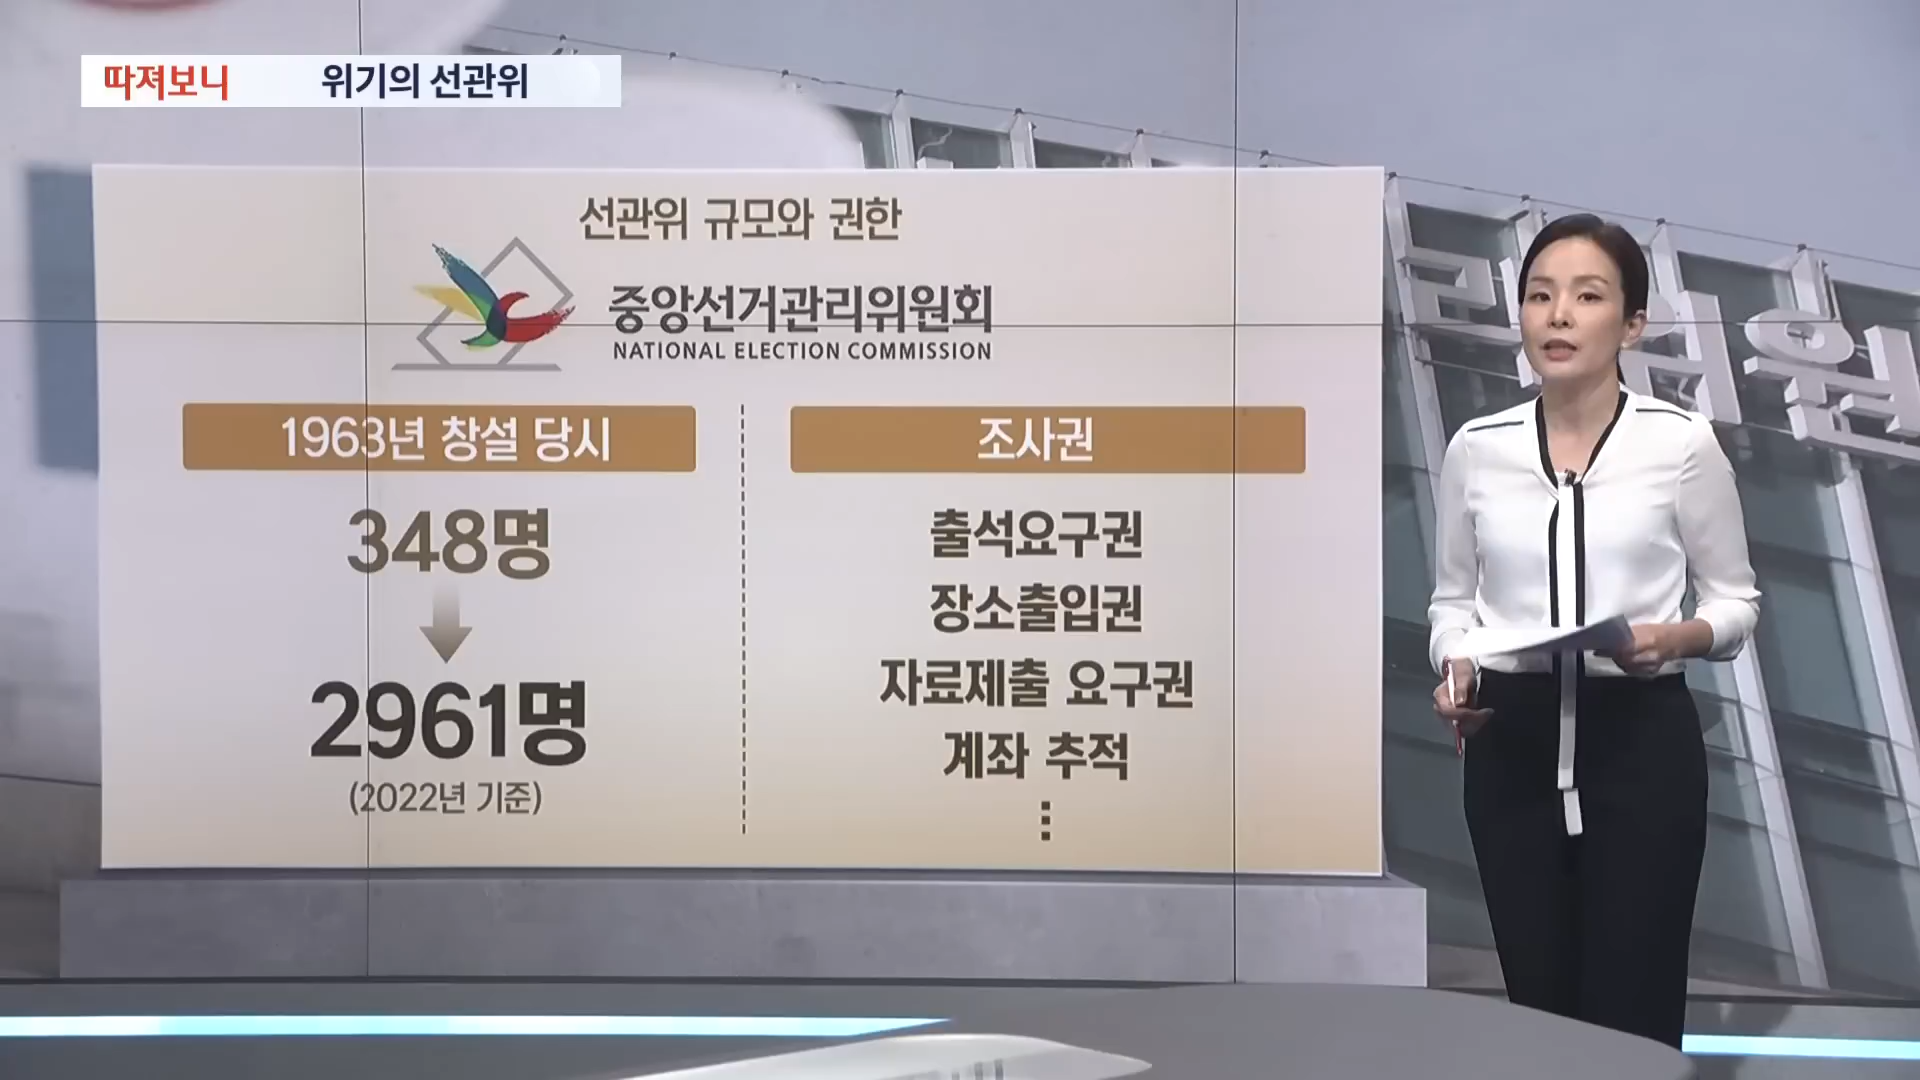 따져보니 위기의 선관위
선관위 규모와 권한
중앙선거관리위원회
NATIONAL ELECTION COMMISSION
1963년 창설 당시
348명
2961명
(2022년 기준)
조사권
출석요구권
장소출입권
자료제출 요구권
계좌 추적
⋮